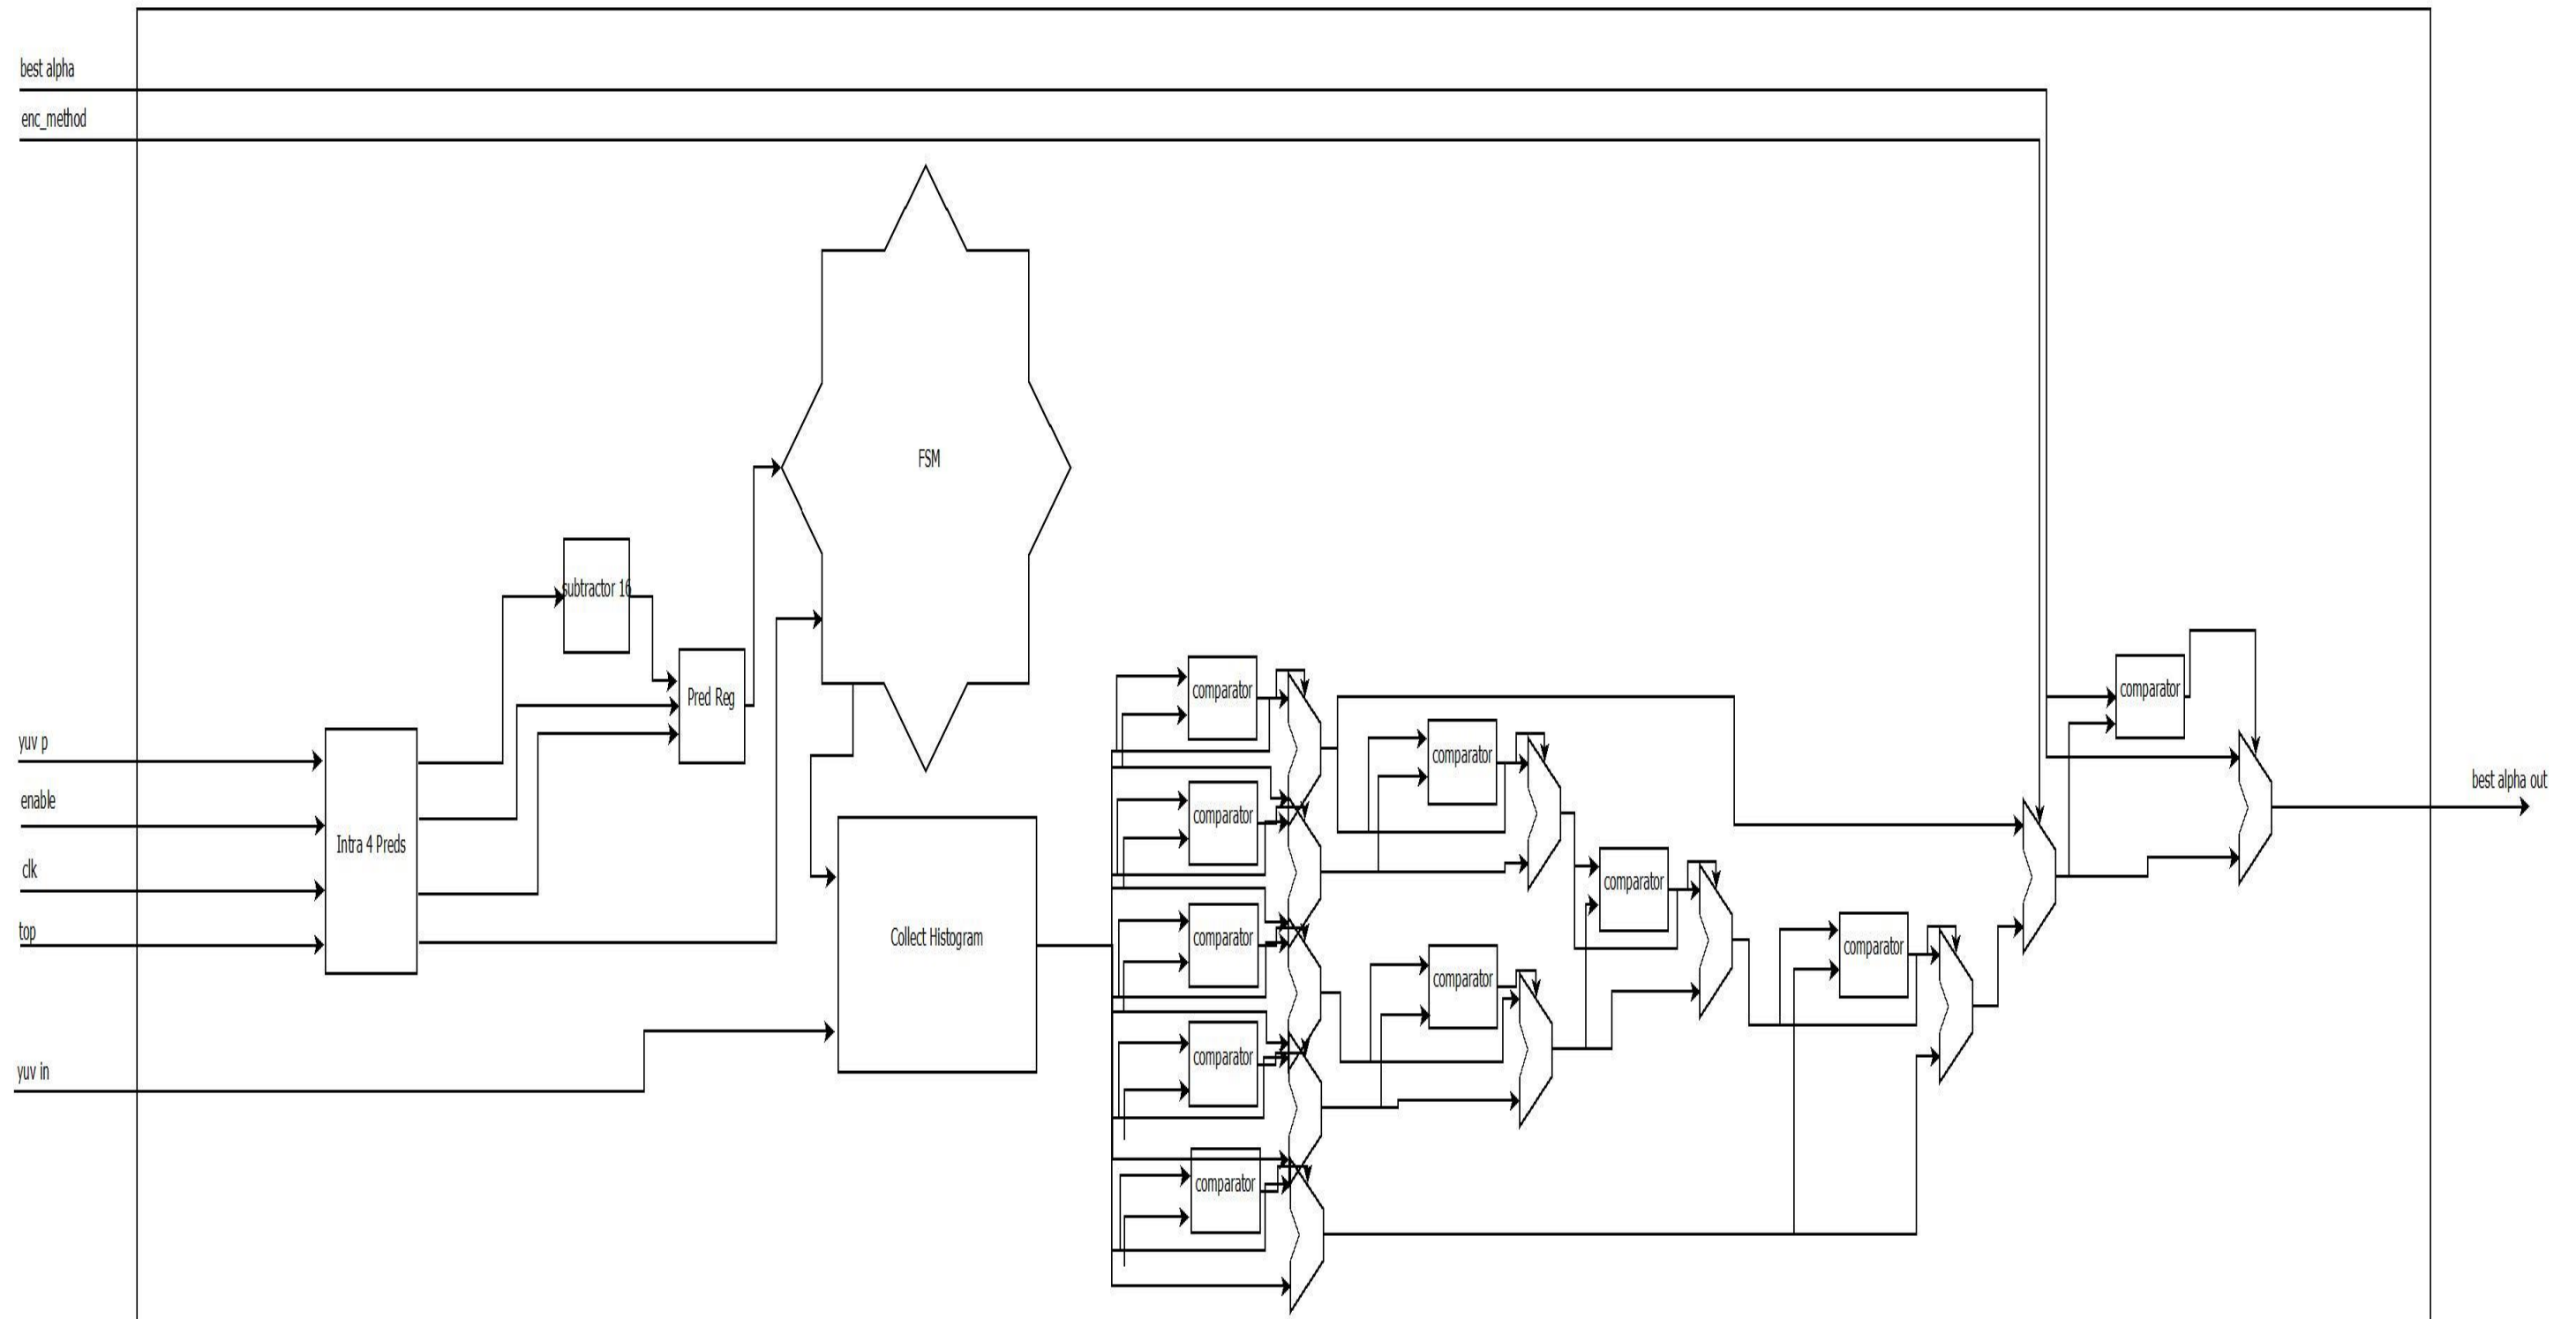 best alpha
enc_method
FSM
subtractor 16
Pred Reg
comparator
comparator
comparator
yuv p
best alpha out
enable
comparator
Intra 4 Preds
clk
comparator
top
Collect Histogram
comparator
comparator
comparator
yuv in
comparator
comparator